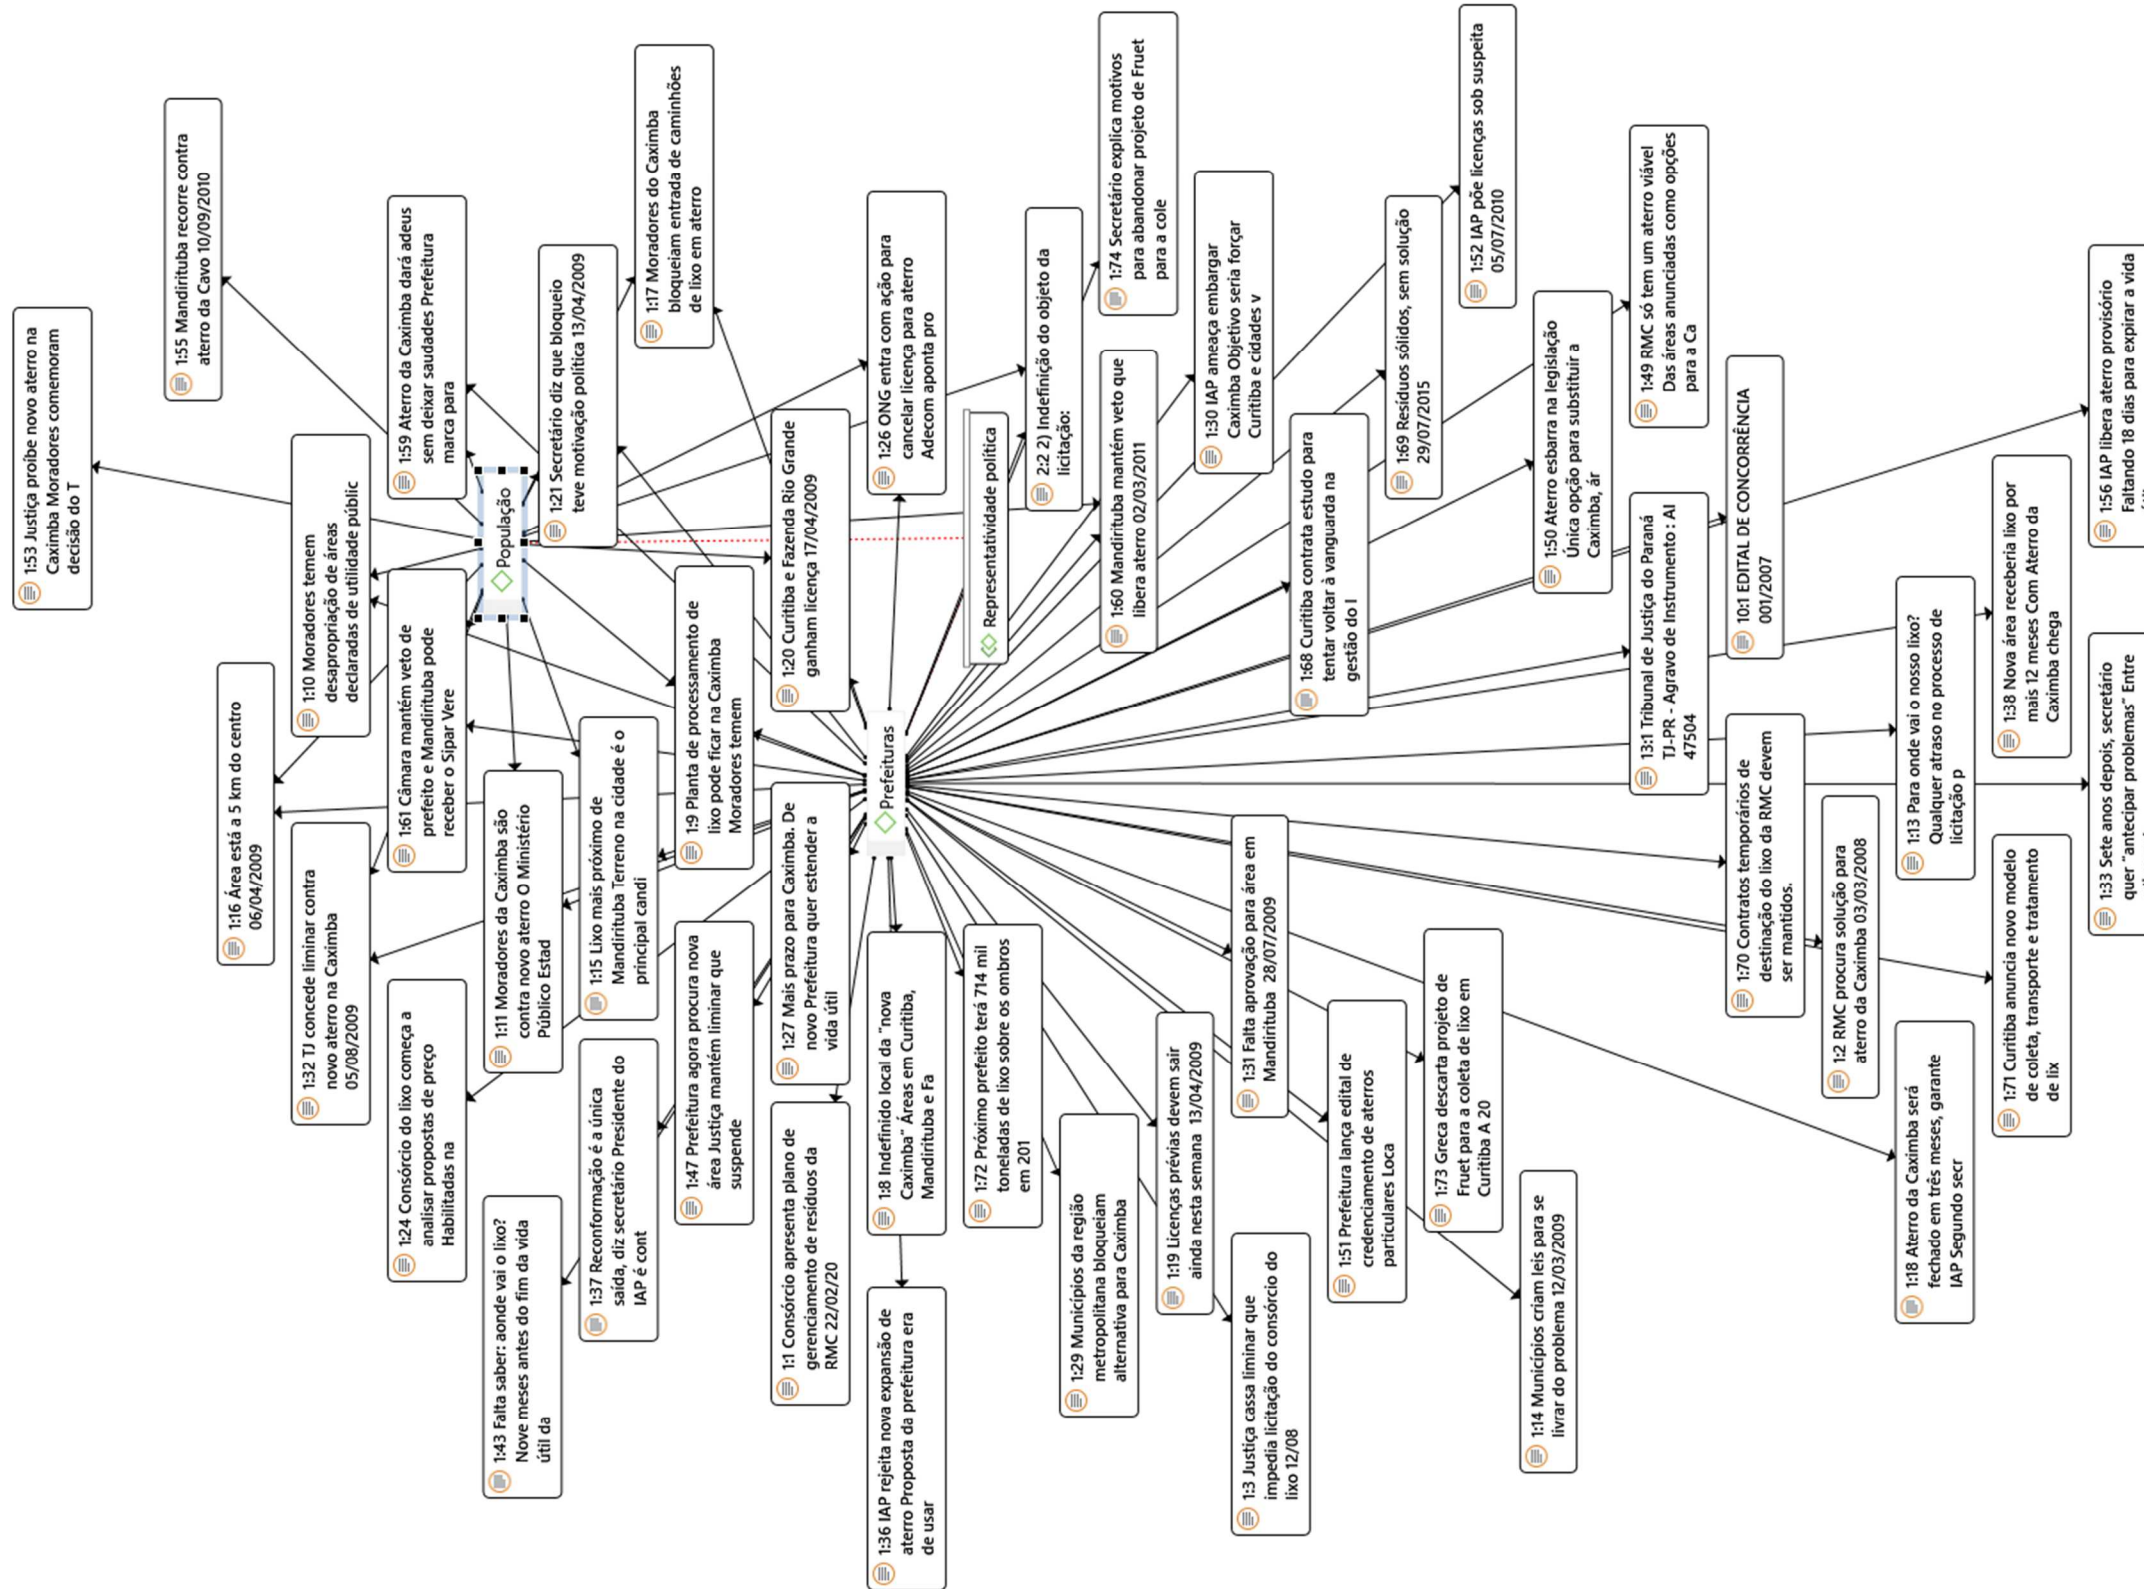 1:53 Justiça proíbe novo aterro na
Caximba Moradores comemoram
decisão do T
1:55 Mandirituba recorre contra
aterro da Cavo 10/09/2010
1:16 Área está a 5 km do centro
06/04/2009
1:32 TJ concede liminar contra
novo aterro na Caximba
05/08/2009
1:10 Moradores temem
desapropriação de áreas
declaradas de utilidade públic
1:24 Consórcio do lixo começa a
analisar propostas de preço
Habilitadas na
1:61 Câmara mantém veto de
prefeito e Mandirituba pode
receber o Sipar Vere
1:59 Aterro da Caximba dará adeus
sem deixar saudades Prefeitura
marca para
1:43 Falta saber: aonde vai o lixo?
Nove meses antes do fim da vida
útil da
1:11 Moradores da Caximba são
contra novo aterro O Ministério
Público Estad
População
1:21 Secretário diz que bloqueio
teve motivação política 13/04/2009
1:37 Reconformação é a única
saída, diz secretário Presidente do
IAP é cont
1:15 Lixo mais próximo de
Mandirituba Terreno na cidade é o
principal candi
1:17 Moradores do Caximba
bloqueiam entrada de caminhões
de lixo em aterro
1:47 Prefeitura agora procura nova
área Justiça mantém liminar que
suspende
1:9 Planta de processamento de
lixo pode ficar na Caximba
Moradores temem
1:1 Consórcio apresenta plano de
gerenciamento de resíduos da
RMC 22/02/20
1:27 Mais prazo para Caximba. De
novo Prefeitura quer estender a
vida útil
1:20 Curitiba e Fazenda Rio Grande
ganham licença 17/04/2009
1:36 IAP rejeita nova expansão de
aterro Proposta da prefeitura era
de usar
1:8 Indefinido local da "nova
Caximba" Áreas em Curitiba,
Mandirituba e Fa
Prefeituras
1:26 ONG entra com ação para
cancelar licença para aterro
Adecom aponta pro
1:72 Próximo prefeito terá 714 mil
toneladas de lixo sobre os ombros
em 201
Representatividade política
2:2 2) Indefinição do objeto da
licitação:
1:29 Municípios da região
metropolitana bloqueiam
alternativa para Caximba
1:60 Mandirituba mantém veto que
libera aterro 02/03/2011
1:74 Secretário explica motivos
para abandonar projeto de Fruet
para a cole
1:19 Licenças prévias devem sair
ainda nesta semana 13/04/2009
1:30 IAP ameaça embargar
Caximba Objetivo seria forçar
Curitiba e cidades v
1:3 Justiça cassa liminar que
impedia licitação do consórcio do
lixo 12/08
1:31 Falta aprovação para área em
Mandirituba 28/07/2009
1:68 Curitiba contrata estudo para
tentar voltar à vanguarda na
gestão do l
1:51 Prefeitura lança edital de
credenciamento de aterros
particulares Loca
1:69 Resíduos sólidos, sem solução
29/07/2015
1:73 Greca descarta projeto de
Fruet para a coleta de lixo em
Curitiba A 20
1:52 IAP põe licenças sob suspeita
05/07/2010
1:14 Municípios criam leis para se
livrar do problema 12/03/2009
1:50 Aterro esbarra na legislação
Única opção para substituir a
Caximba, ár
13:1 Tribunal de Justiça do Paraná
TJ-PR - Agravo de Instrumento : AI
47504
1:49 RMC só tem um aterro viável
Das áreas anunciadas como opções
para a Ca
1:70 Contratos temporários de
destinação do lixo da RMC devem
ser mantidos.
10:1 EDITAL DE CONCORRÊNCIA
001/2007
1:2 RMC procura solução para
aterro da Caximba 03/03/2008
1:18 Aterro da Caximba será
fechado em três meses, garante
IAP Segundo secr
1:13 Para onde vai o nosso lixo?
Qualquer atraso no processo de
licitação p
1:71 Curitiba anuncia novo modelo
de coleta, transporte e tratamento
de lix
1:38 Nova área receberia lixo por
mais 12 meses Com Aterro da
Caximba chega
1:33 Sete anos depois, secretário
quer "antecipar problemas" Entre
1:56 IAP libera aterro provisório
Faltando 18 dias para expirar a vida